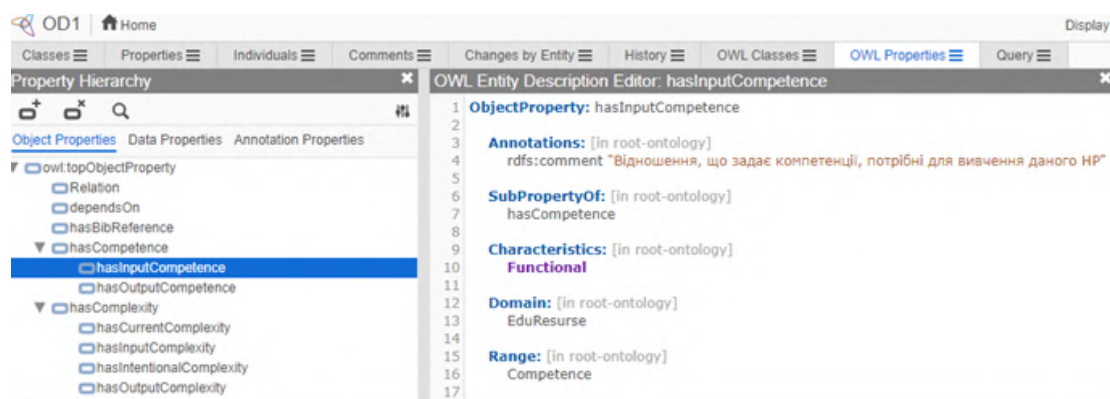 OD1 Home Display
Classes Properties Individuals Comments Changes by Entity History OWL Classes OWL Properties Query
Property Hierarchy
Object Properties Data Properties Annotation Properties
owl:topObjectProperty
Relation
dependsOn
hasBibReference
hasCompetence
hasInputCompetence
hasOutputCompetence
hasComplexity
hasCurrentComplexity
hasInputComplexity
hasIntentionalComplexity
hasOutputComplexity
OWL Entity Description Editor: hasInputCompetence
1 ObjectProperty: hasInputCompetence
2
3 Annotations: [in root-ontology]
4 rdfs:comment "Відношення, що задає компетенції, потрібні для вивчення даного НР"
5
6 SubPropertyOf: [in root-ontology]
7 hasCompetence
8
9 Characteristics: [in root-ontology]
10 Functional
11
12 Domain: [in root-ontology]
13 EduResurse
14
15 Range: [in root-ontology]
16 Competence
17